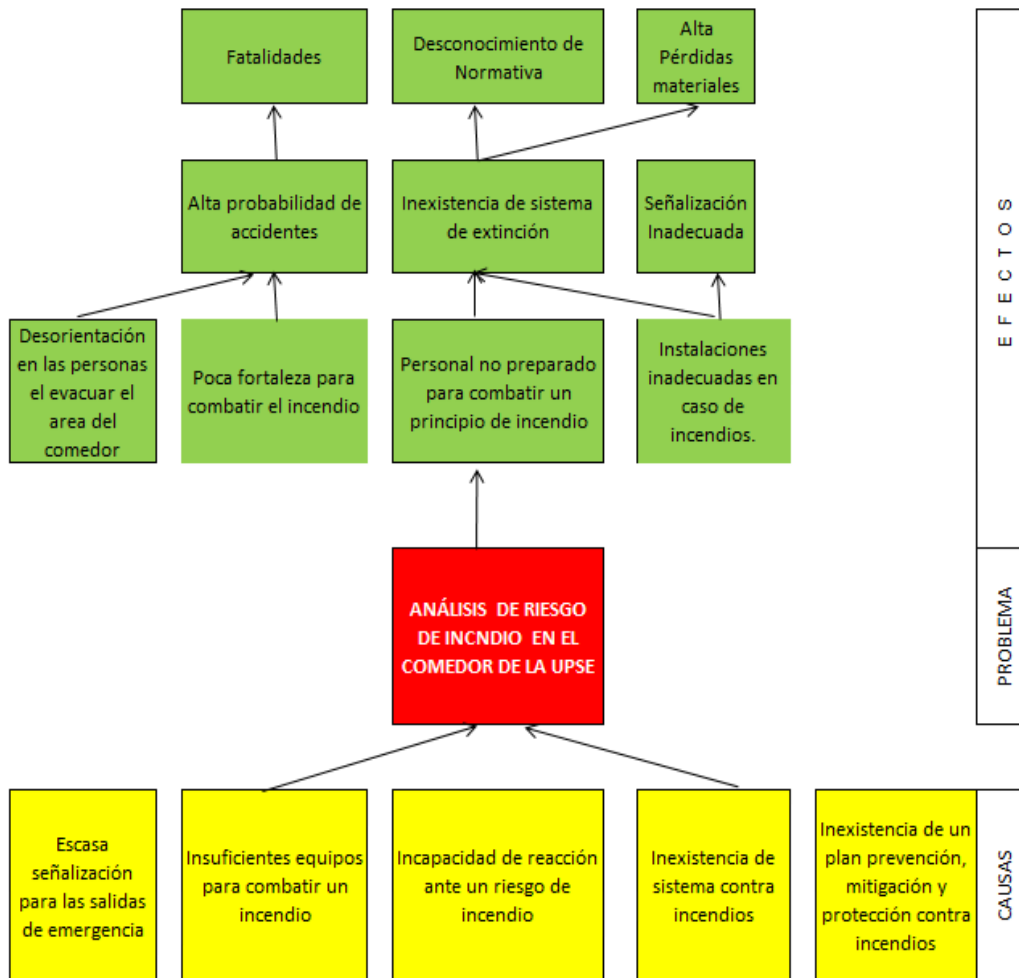 Fatalidades
Desconocimiento de
Normativa
Alta
Pérdidas
materiales
Alta probabilidad de
accidentes
Inexistencia de sistema
de extinción
Señalización
Inadecuada
Desorientación
en las personas
el evacuar el
area del
comedor
Poca fortaleza para
combatir el incendio
Personal no preparado
para combatir un
principio de incendio
Instalaciones
inadecuadas en
caso de
incendios.
EFECTOS
ANÁLISIS DE RIESGO
DE INCNDIO EN EL
COMEDOR DE LA UPSE
PROBLEMA
Escasa
señalización
para las salidas
de emergencia
Insuficientes equipos
para combatir un
incendio
Incapacidad de reacción
ante un riesgo de
incendio
Inexistencia de
sistema contra
incendios
Inexistencia de un
plan prevención,
mitigación y
protección contra
incendios
CAUSAS